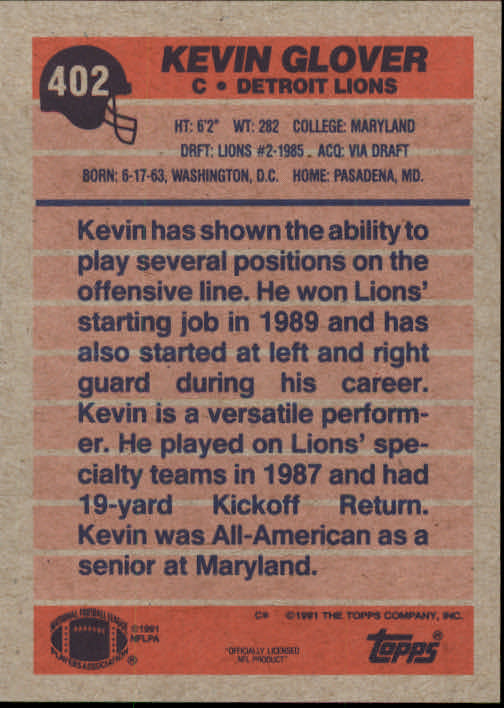 402
KEVIN GLOVER
C • DETROIT LIONS
HT: 6'2" WT: 282 COLLEGE: MARYLAND
DRFT: LIONS #2-1985 ACQ: VIA DRAFT
BORN: 6-17-63, WASHINGTON, D.C. HOME: PASADENA, MD.
Kevin has shown the ability to
play several positions on the
offensive line. He won Lions'
starting job in 1989 and has
also started at left and right
guard during his career.
Kevin is a versatile perform-
er. He played on Lions' spe-
cialty teams in 1987 and had
19-yard Kickoff Return.
Kevin was All-American as a
senior at Maryland.
NATIONAL FOOTBALL LEAGUE
PLAYERS ASSOCIATION
®
©1991
NFLPA
C* ©1991 THE TOPPS COMPANY, INC.
"OFFICIALLY LICENSED
NFL PRODUCT"
topps®